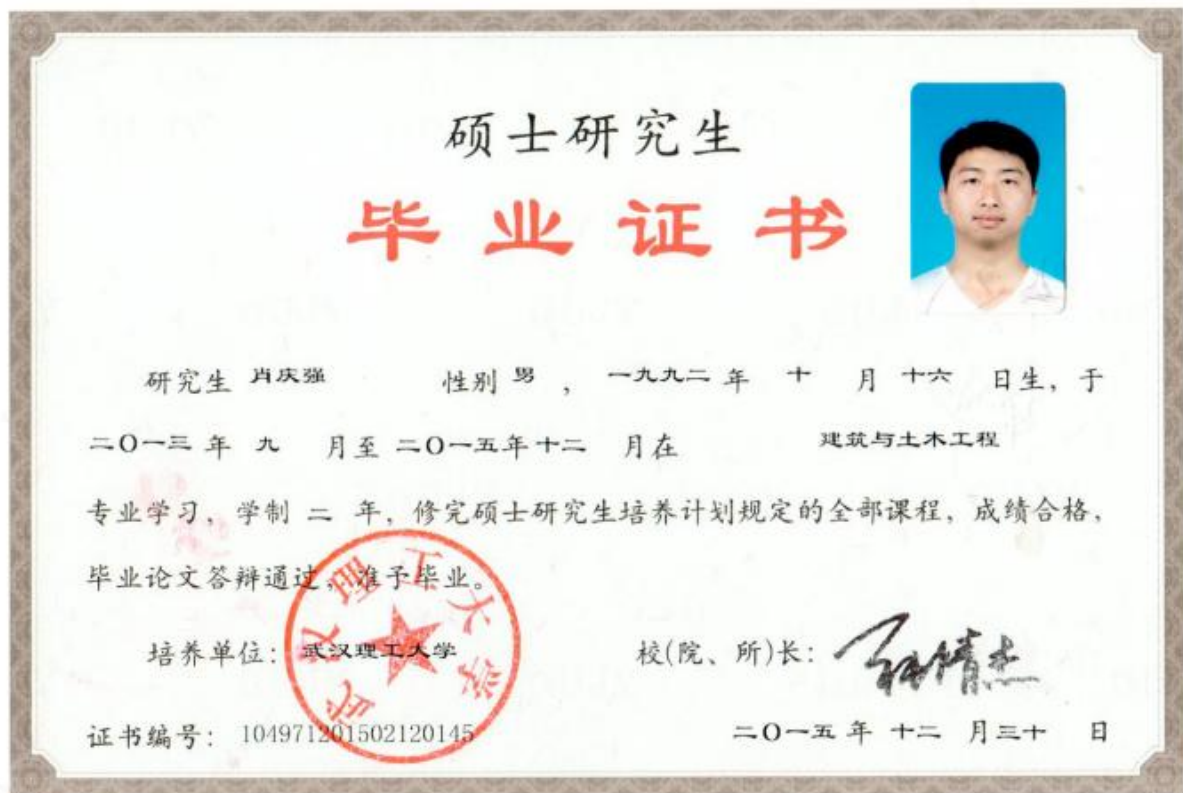 硕士研究生
毕业证书
研究生 肖庆强 性别 男 ， 一九九二 年 十 月 十六 日生，于
二〇一三 年 九 月至 二〇一五年十二 月在 建筑与土木工程
专业学习，学制 二 年，修完硕士研究生培养计划规定的全部课程，成绩合格，
毕业论文答辩通过，准予毕业。
培养单位：武汉理工大学 校(院、所)长：
武汉理工大学
证书编号：104971201502120145 二〇一五 年 十二 月三十 日